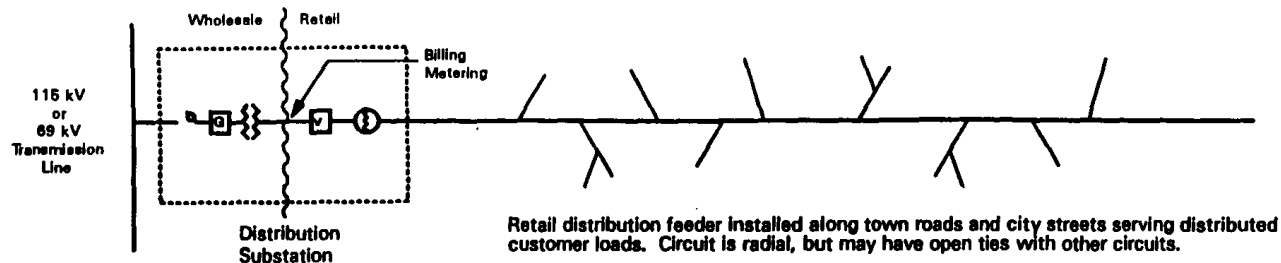 Wholesale
Retail
Billing
Metering
115 kV
or
69 kV
Transmission
Line
G
V
Distribution
Substation
Retail distribution feeder installed along town roads and city streets serving distributed
customer loads. Circuit is radial, but may have open ties with other circuits.